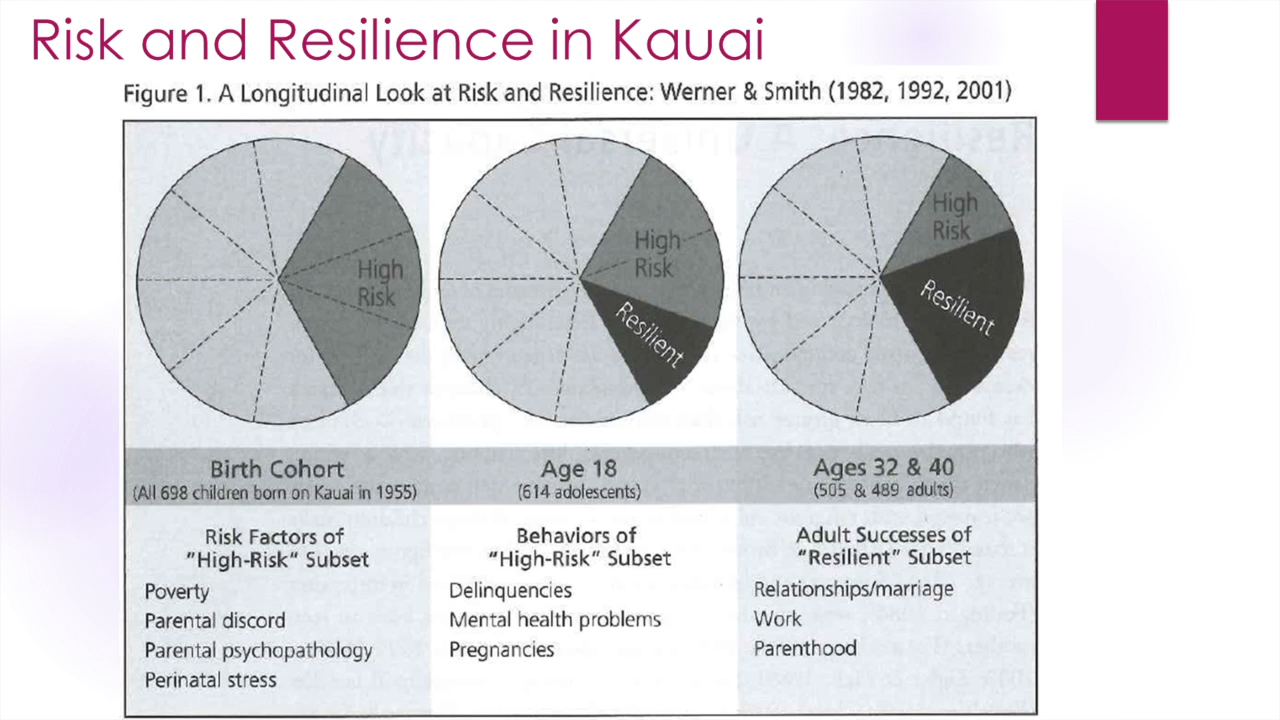 Risk and Resilience in Kauai
Figure 1. A Longitudinal Look at Risk and Resilience: Werner & Smith (1982, 1992, 2001)
High
Risk
High
Risk
Resilient
High
Risk
Resilient
Birth Cohort
(All 698 children born on Kauai in 1955)
Risk Factors of
"High-Risk" Subset
Poverty
Parental discord
Parental psychopathology
Perinatal stress
Age 18
(614 adolescents)
Behaviors of
"High-Risk" Subset
Delinquencies
Mental health problems
Pregnancies
Ages 32 & 40
(505 & 489 adults)
Adult Successes of
"Resilient" Subset
Relationships/marriage
Work
Parenthood